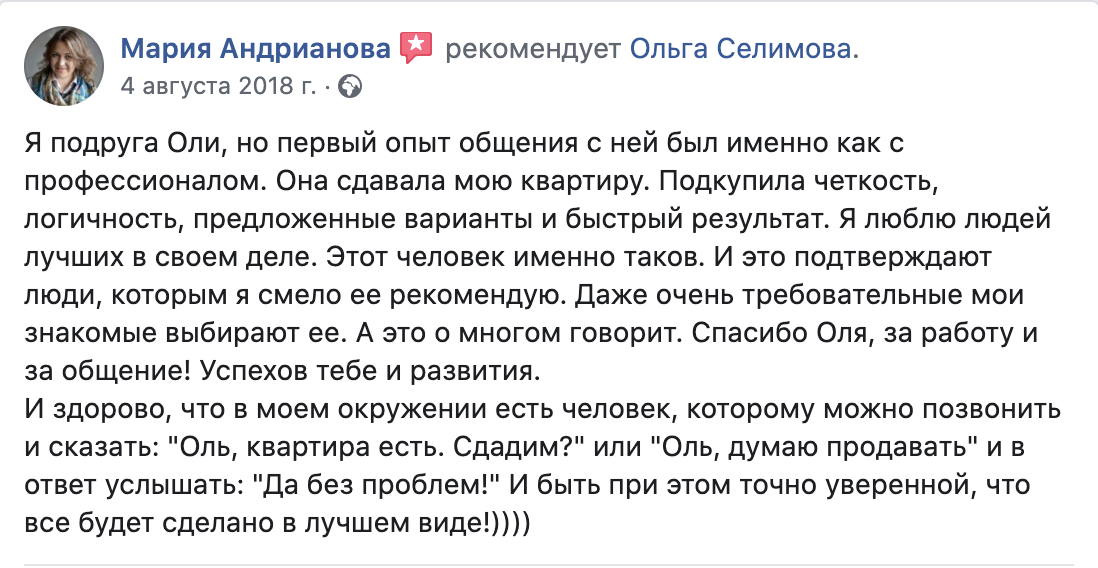 Мария Андрианова рекомендует Ольга Селимова.
4 августа 2018 г. ·
Я подруга Оли, но первый опыт общения с ней был именно как с
профессионалом. Она сдавала мою квартиру. Подкупила четкость,
логичность, предложенные варианты и быстрый результат. Я люблю людей
лучших в своем деле. Этот человек именно таков. И это подтверждают
люди, которым я смело ее рекомендую. Даже очень требовательные мои
знакомые выбирают ее. А это о многом говорит. Спасибо Оля, за работу и
за общение! Успехов тебе и развития.
И здорово, что в моем окружении есть человек, которому можно позвонить
и сказать: "Оль, квартира есть. Сдадим?" или "Оль, думаю продавать" и в
ответ услышать: "Да без проблем!" И быть при этом точно уверенной, что
все будет сделано в лучшем виде!))))